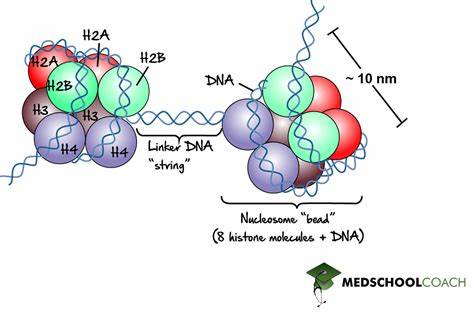 H2A
H2A
H2B
H2B
H3
H3
H4
H4
DNA
~ 10 nm
Linker DNA
"string"
Nucleosome "bead"
(8 histone molecules + DNA)
MEDSCHOOLCOACH